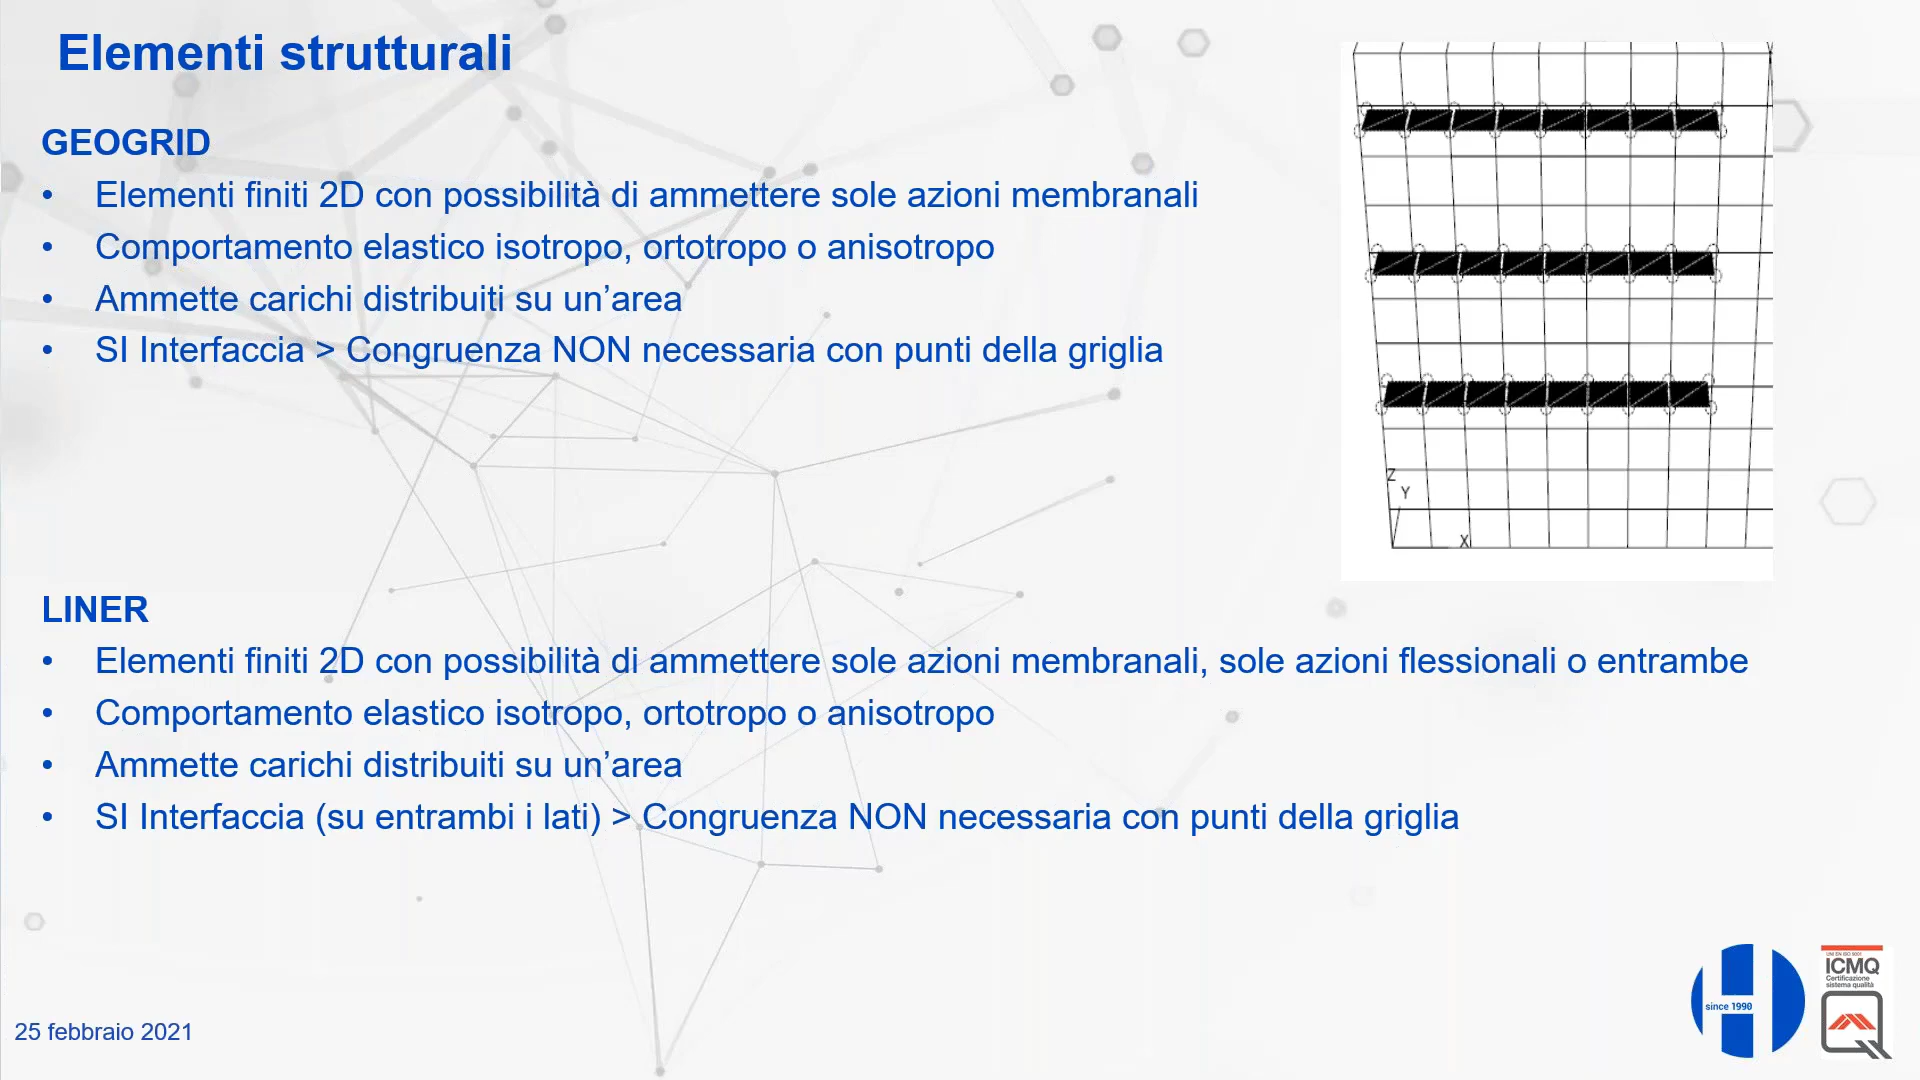 Elementi strutturali
GEOGRID
• Elementi finiti 2D con possibilità di ammettere sole azioni membranali
• Comportamento elastico isotropo, ortotropo o anisotropo
• Ammette carichi distribuiti su un’area
• SI Interfaccia > Congruenza NON necessaria con punti della griglia
Z
Y
X
LINER
• Elementi finiti 2D con possibilità di ammettere sole azioni membranali, sole azioni flessionali o entrambe
• Comportamento elastico isotropo, ortotropo o anisotropo
• Ammette carichi distribuiti su un’area
• SI Interfaccia (su entrambi i lati) > Congruenza NON necessaria con punti della griglia
25 febbraio 2021
since 1990
UNI EN ISO 9001
ICMQ
Certificazione
sistema qualità